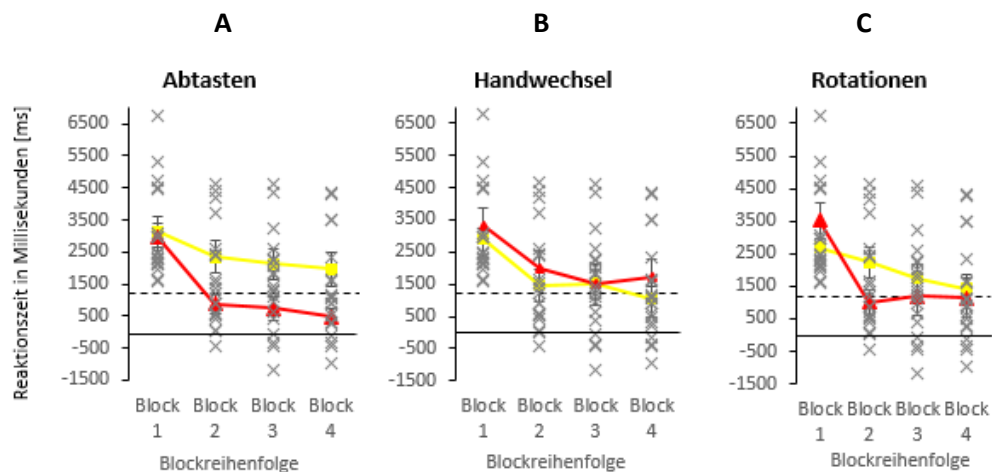 A B C
Abtasten Handwechsel Rotationen
Reaktionszeit in Millisekunden [ms]
6500 6500 6500
5500 5500 5500
4500 4500 4500
3500 3500 3500
2500 2500 2500
1500 1500 1500
500 500 500
-500 -500 -500
-1500 -1500 -1500
Block Block Block Block Block Block Block Block Block Block Block Block
1 2 3 4 1 2 3 4 1 2 3 4
Blockreihenfolge Blockreihenfolge Blockreihenfolge